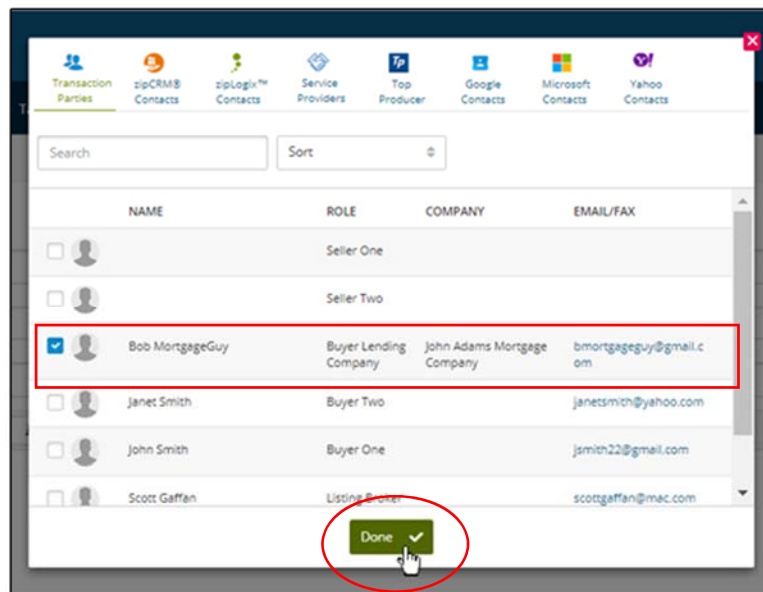 Transaction Parties
zipCRM® Contacts
zipLogix™ Contacts
Service Providers
Top Producer
Google Contacts
Microsoft Contacts
Yahoo Contacts
Search
Sort
NAME ROLE COMPANY EMAIL/FAX
Seller One
Seller Two
Bob MortgageGuy Buyer Lending John Adams Mortgage bmortgageguy@gmail.c
Company Company om
Janet Smith Buyer Two janetsmith@yahoo.com
John Smith Buyer One jsmith22@gmail.com
Scott Gaffan Listing Broker scottgaffan@mac.com
Done